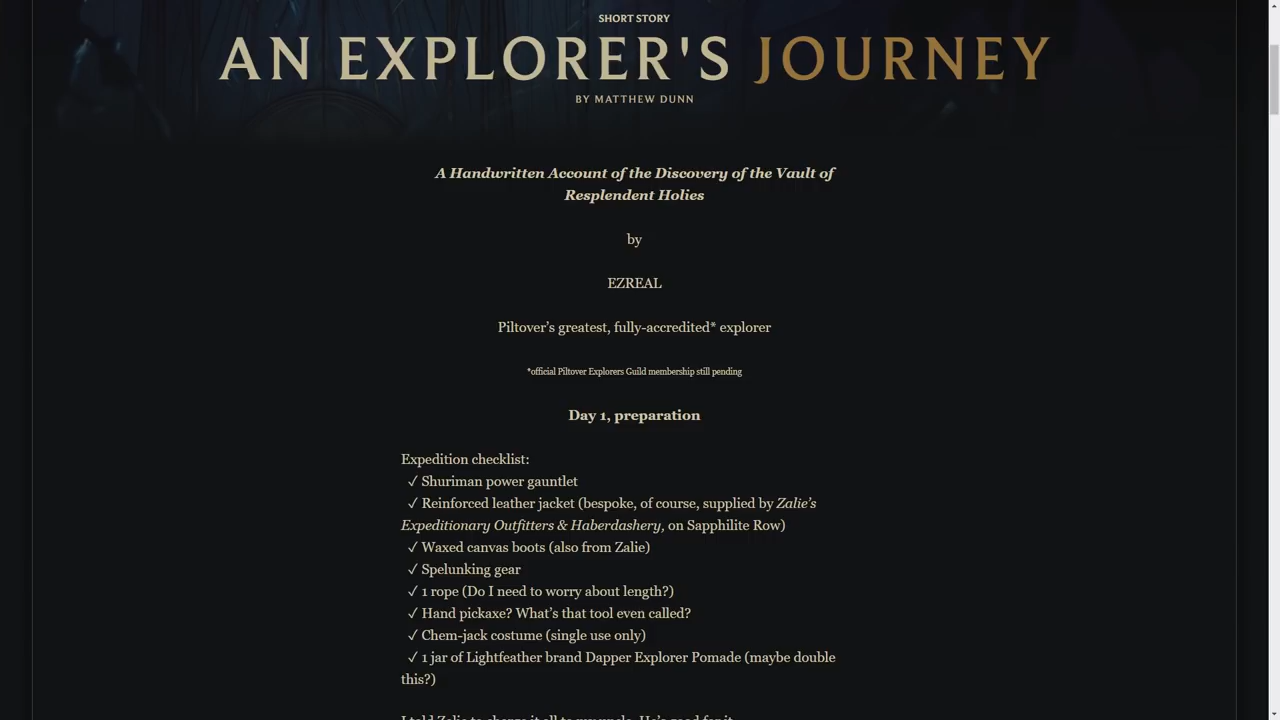 SHORT STORY
AN EXPLORER'S JOURNEY
BY MATTHEW DUNN
A Handwritten Account of the Discovery of the Vault of
Resplendent Holies
by
EZREAL
Piltover’s greatest, fully-accredited* explorer
*official Piltover Explorers Guild membership still pending
Day 1, preparation
Expedition checklist:
✓ Shuriman power gauntlet
✓ Reinforced leather jacket (bespoke, of course, supplied by Zalie’s
Expeditionary Outfitters & Haberdashery, on Sapphilite Row)
✓ Waxed canvas boots (also from Zalie)
✓ Spelunking gear
✓ 1 rope (Do I need to worry about length?)
✓ Hand pickaxe? What’s that tool even called?
✓ Chem-jack costume (single use only)
✓ 1 jar of Lightfeather brand Dapper Explorer Pomade (maybe double
this?)